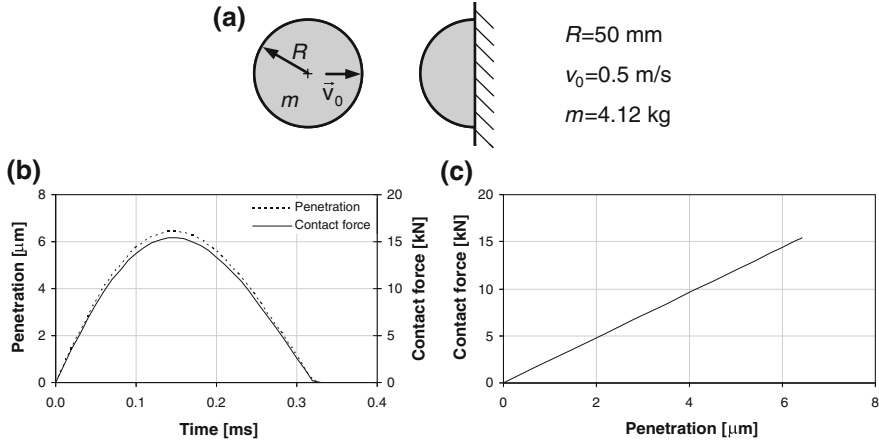 (a)
R
m
v⃗₀
R=50 mm
v₀=0.5 m/s
m=4.12 kg
(b)
Penetration [μm]
8
6
4
2
0
0.0 0.1 0.2 0.3 0.4
Time [ms]
Penetration
Contact force
20
15
10
5
0
Contact force [kN]
(c)
Contact force [kN]
20
15
10
5
0
0 2 4 6 8
Penetration [μm]